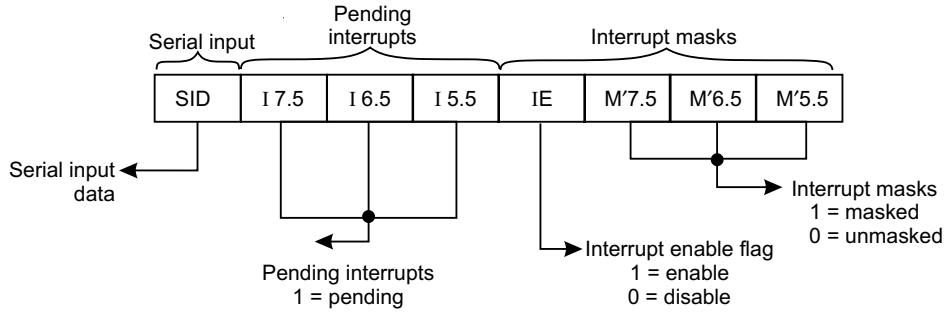 Pending
interrupts
Serial input
Interrupt masks
SID
I 7.5
I 6.5
I 5.5
IE
M′7.5
M′6.5
M′5.5
Serial input
data
Interrupt masks
1 = masked
0 = unmasked
Interrupt enable flag
1 = enable
0 = disable
Pending interrupts
1 = pending